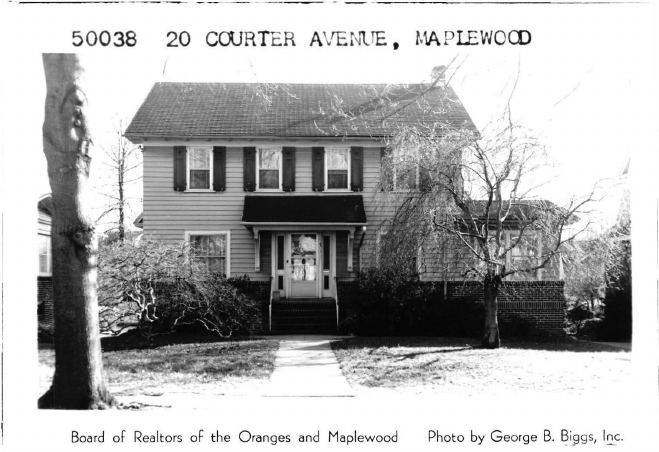 50038 20 COURTER AVENUE, MAPLEWOOD
Board of Realtors of the Oranges and Maplewood Photo by George B. Biggs, Inc.